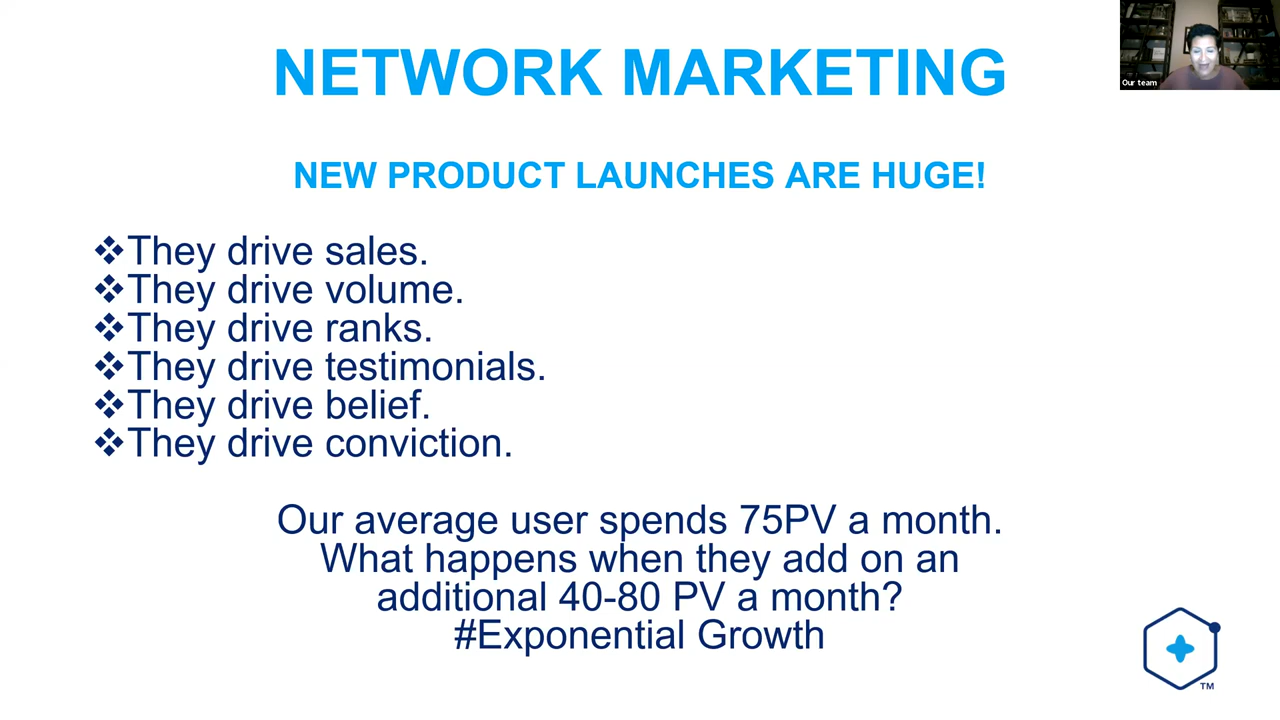 NETWORK MARKETING
Our team
NEW PRODUCT LAUNCHES ARE HUGE!
❖They drive sales.
❖They drive volume.
❖They drive ranks.
❖They drive testimonials.
❖They drive belief.
❖They drive conviction.
Our average user spends 75PV a month.
What happens when they add on an
additional 40-80 PV a month?
#Exponential Growth
TM